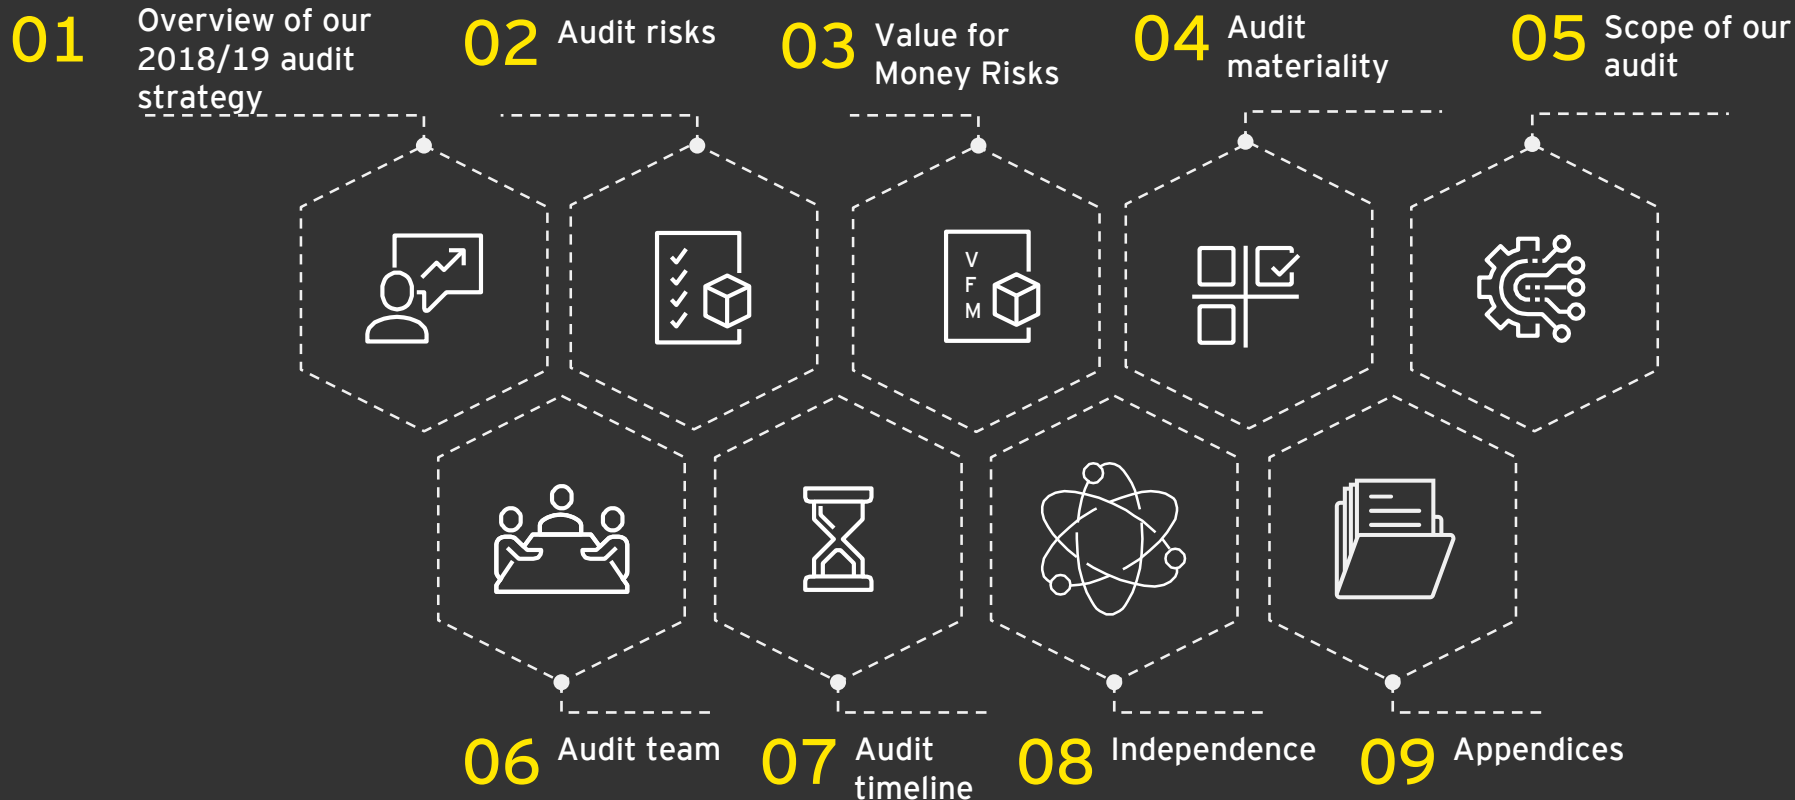 01
Overview of our
2018/19 audit
strategy
02
Audit risks
03
Value for
Money Risks
04
Audit
materiality
05
Scope of our
audit
V
F
M
06
Audit team
07
Audit
timeline
08
Independence
09
Appendices